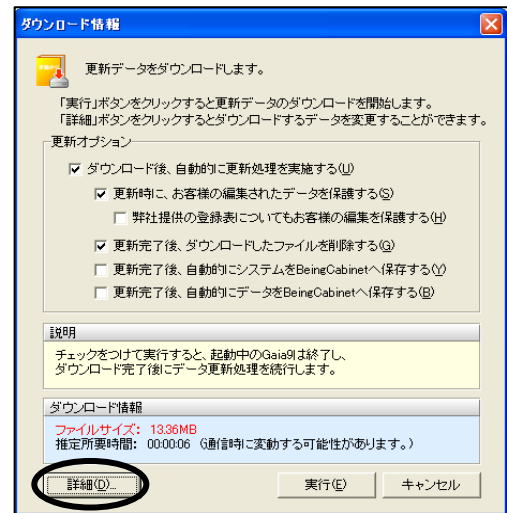 ダウンロード情報
更新データをダウンロードします。
「実行」ボタンをクリックすると更新データのダウンロードを開始します。
「詳細」ボタンをクリックするとダウンロードするデータを変更することができます。
更新オプション
ダウンロード後、自動的に更新処理を実施する(U)
更新時に、お客様の編集されたデータを保護する(S)
弊社提供の登録表についてもお客様の編集を保護する(H)
更新完了後、ダウンロードしたファイルを削除する(G)
更新完了後、自動的にシステムをBeingCabinetへ保存する(Y)
更新完了後、自動的にデータをBeingCabinetへ保存する(B)
説明
チェックをつけて実行すると、起動中のGaia9は終了し、
ダウンロード完了後にデータ更新処理を続行します。
ダウンロード情報
ファイルサイズ: 13.36MB
推定所要時間: 00:00:06 (通信時に変動する可能性があります。)
詳細(D)... 実行(E) キャンセル